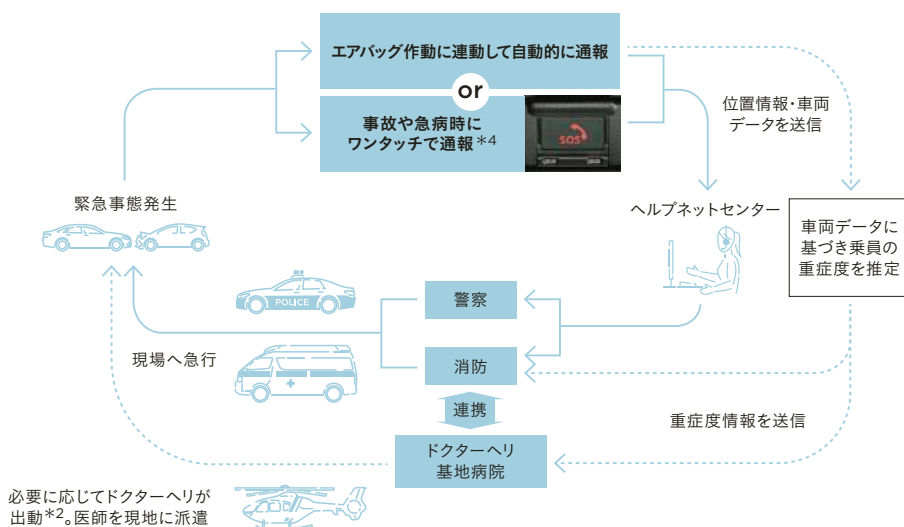 エアバッグ作動に連動して自動的に通報
or
事故や急病時に
ワンタッチで通報＊4
SOS
位置情報・車両
データを送信
緊急事態発生
ヘルプネットセンター
車両データに
基づき乗員の
重症度を推定
POLICE
警察
現場へ急行
消防
連携
重症度情報を送信
ドクターヘリ
基地病院
必要に応じてドクターヘリが
出動＊2。医師を現地に派遣